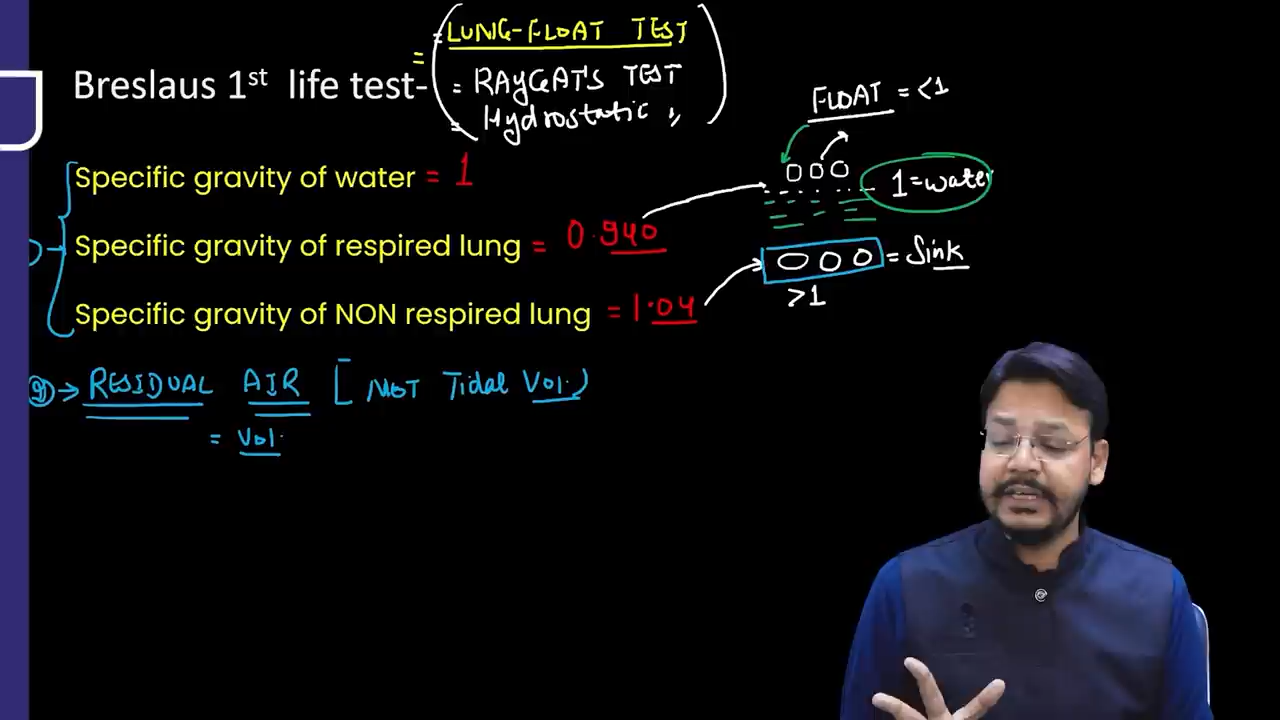 = LUNG-FLOAT TEST
Breslaus 1st life test- = RAYGAT'S TEST
= Hydrostatic "
FLOAT = <1
Specific gravity of water = 1
1=water
Specific gravity of respired lung = 0.940
= Sink
>1
Specific gravity of NON respired lung = 1.04
→ RESIDUAL AIR [ NOT Tidal Vol.)
= Vol.